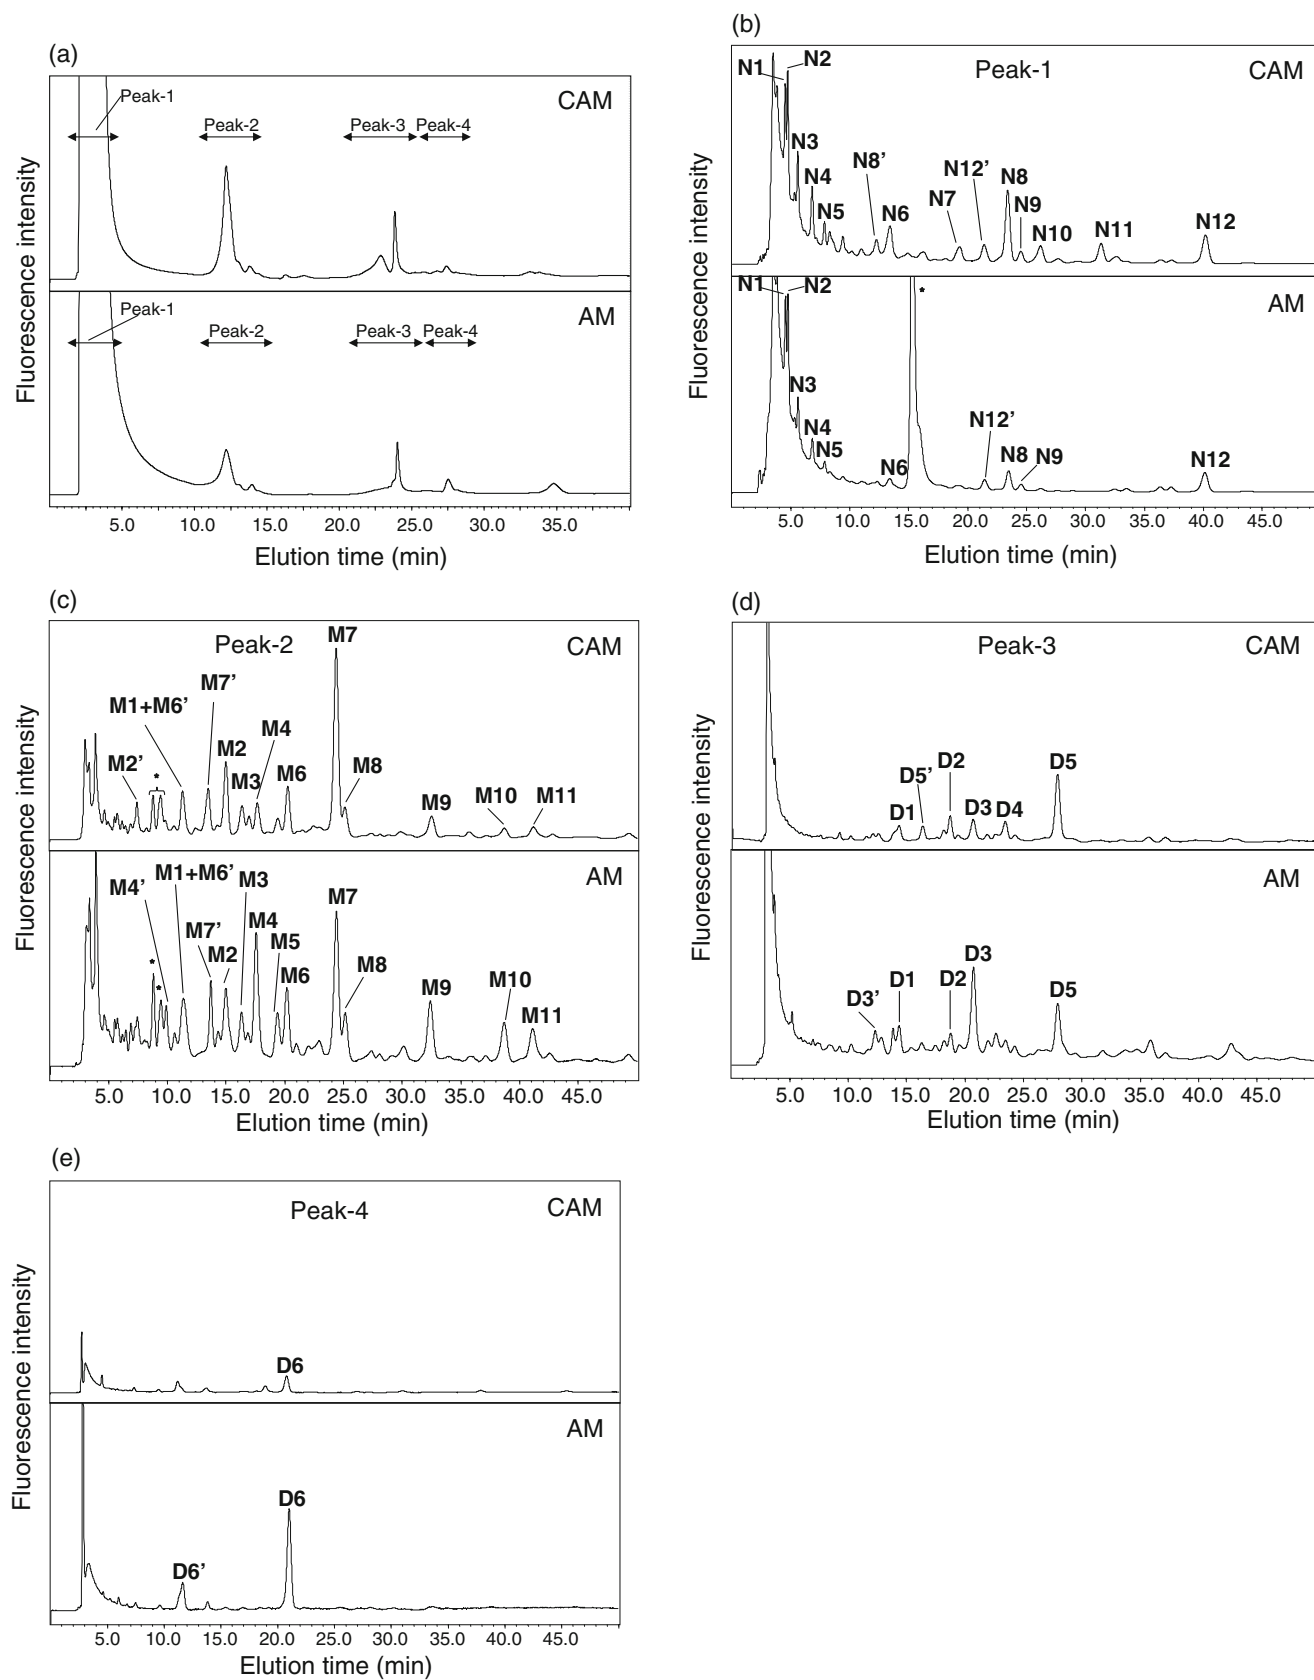 (a)
CAM
Peak-1
Peak-2
Peak-3
Peak-4
AM
Peak-1
Peak-2
Peak-3
Peak-4
Fluorescence intensity
5.0 10.0 15.0 20.0 25.0 30.0
Elution time (min)
(b)
Peak-1
CAM
N1
N2
N3
N4
N5
N8’
N6
N7
N12’
N8
N9
N10
N11
N12
AM
N1
N2
N3
N4
N5
N6
*
N12’
N8
N9
N12
Fluorescence intensity
5.0 10.0 15.0 20.0 25.0 30.0 35.0 40.0 45.0
Elution time (min)
(c)
Peak-2
CAM
M2’
*
M1+M6’
M7’
M2
M3
M4
M6
M7
M8
M9
M10
M11
AM
M4’
*
*
M1+M6’
M7’
M2
M3
M4
M5
M6
M7
M8
M9
M10
M11
Fluorescence intensity
5.0 10.0 15.0 20.0 25.0 30.0 35.0 40.0 45.0
Elution time (min)
(d)
Peak-3
CAM
D1
D5’
D2
D3
D4
D5
AM
D3’
D1
D2
D3
D5
Fluorescence intensity
5.0 10.0 15.0 20.0 25.0 30.0 35.0 40.0 45.0
Elution time (min)
(e)
Peak-4
CAM
D6
AM
D6’
D6
Fluorescence intensity
5.0 10.0 15.0 20.0 25.0 30.0 35.0 40.0 45.0
Elution time (min)